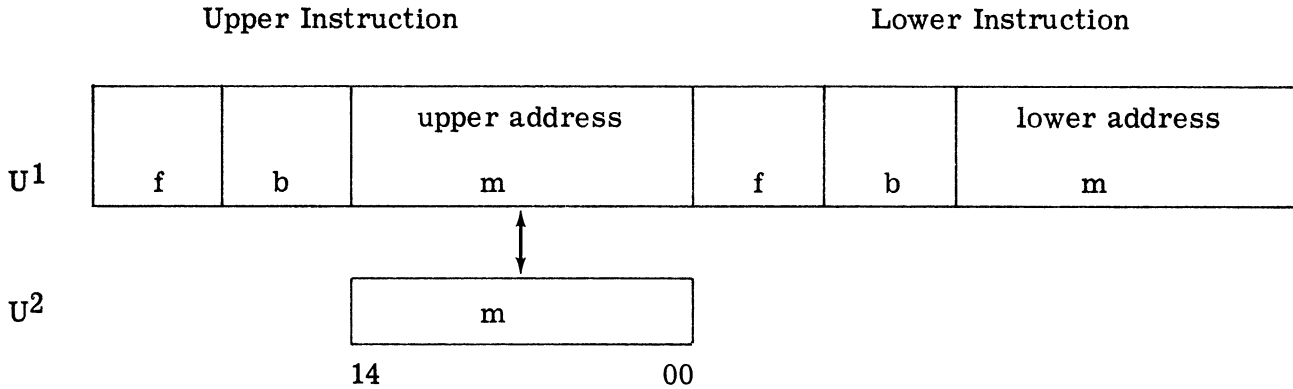 Upper Instruction Lower Instruction
upper address lower address
U1 f b m f b m
U2 m
14 00